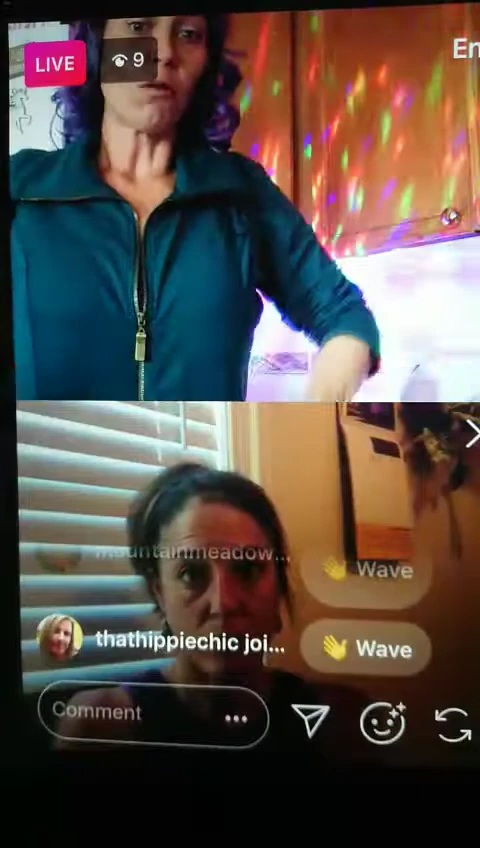 LIVE
9
En
mountainmeadow...
Wave
thathippiechic joi...
Wave
Comment